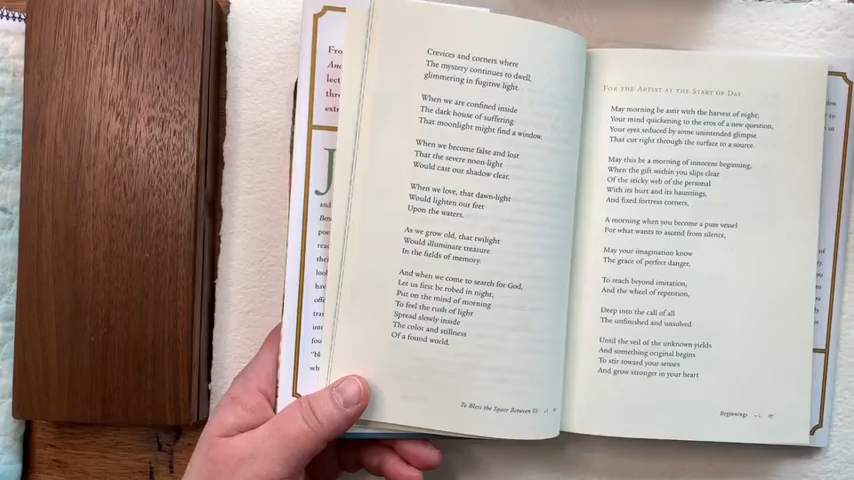 Crevices and corners where
The mystery continues to dwell,
glimmering in fugitive light.
When we are confined inside
The dark house of suffering
That moonlight might find a window.
When we become false and lost
That the severe noon-light
Would cast our shadow clear.
When we love, that dawn-light
Would lighten our feet
Upon the waters.
As we grow old, that twilight
Would illuminate treasure
In the fields of memory.
And when we come to search for God,
Let us first be robed in night,
Put on the mind of morning
To feel the rush of light
Spread slowly inside
The color and stillness
Of a found world.
To Bless the Space Between Us
FOR THE ARTIST AT THE START OF DAY
May morning be astir with the harvest of night;
Your mind quickening to the eros of a new question,
Your eyes seduced by some unintended glimpse
That cut right through the surface to a source.
May this be a morning of innocent beginning,
When the gift within you slips clear
Of the sticky web of the personal
With its hurt and its hauntings,
And fixed fortress corners,
A morning when you become a pure vessel
For what wants to ascend from silence,
May your imagination know
The grace of perfect danger,
To reach beyond imitation,
And the wheel of repetition,
Deep into the call of all
The unfinished and unsolved
Until the veil of the unknown yields
And something original begins
To stir toward your senses
And grow stronger in your heart
Beginnings